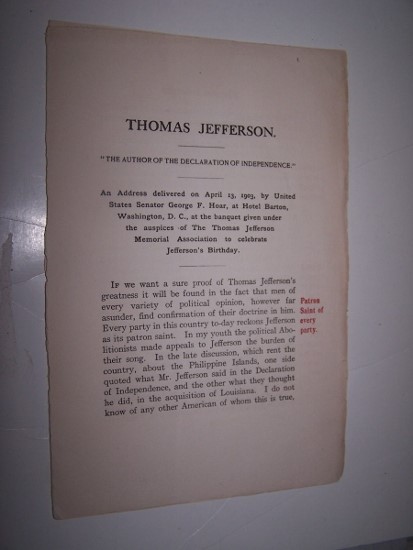 THOMAS JEFFERSON.
"THE AUTHOR OF THE DECLARATION OF INDEPENDENCE."
An Address delivered on April 13, 1903, by United
States Senator George F. Hoar, at Hotel Barton,
Washington, D. C., at the banquet given under
the auspices of The Thomas Jefferson
Memorial Association to celebrate
Jefferson's Birthday.
IF we want a sure proof of Thomas Jefferson's
greatness it will be found in the fact that men of
every variety of political opinion, however far
asunder, find confirmation of their doctrine in him.
Every party in this country to-day reckons Jefferson
as its patron saint. In my youth the political Abo-
litionists made appeals to Jefferson the burden of
their song. In the late discussion, which rent the
country, about the Philippine Islands, one side
quoted what Mr. Jefferson said in the Declaration
of Independence, and the other what they thought
he did, in the acquisition of Louisiana. I do not
know of any other American of whom this is true,
Patron
Saint of
every
party.